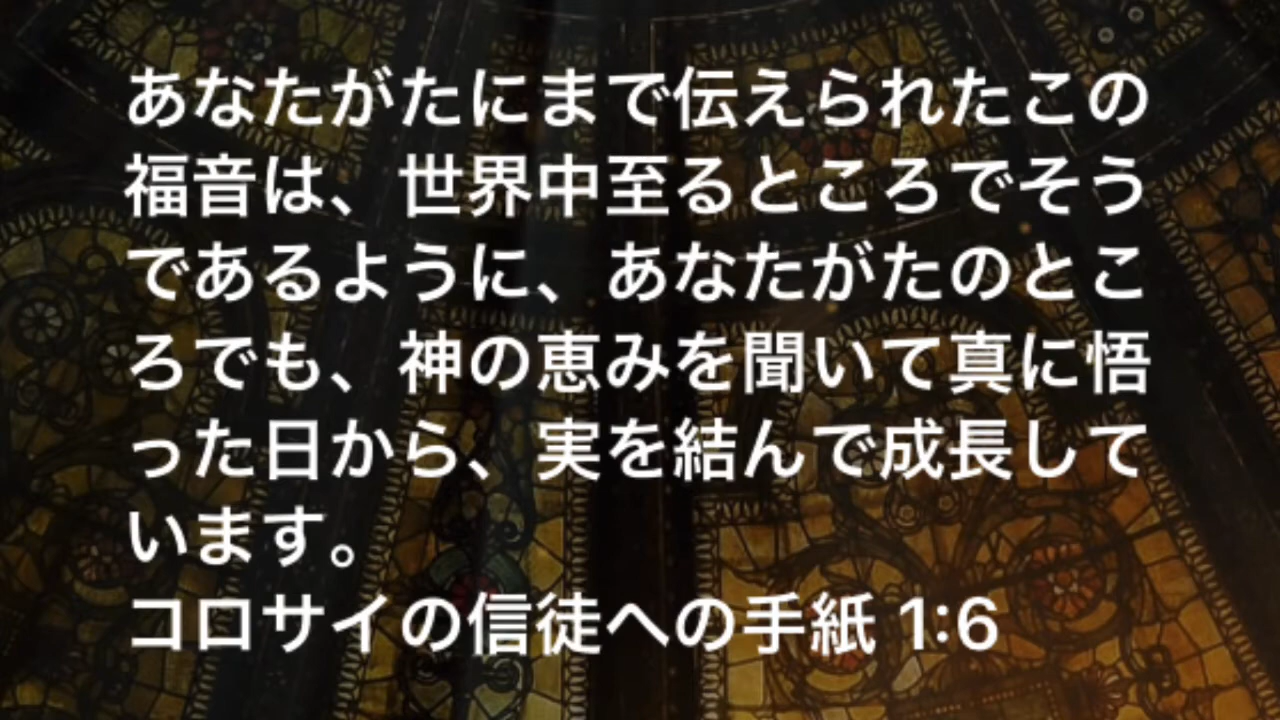 あなたがたにまで伝えられたこの
福音は、世界中至るところでそう
であるように、あなたがたのとこ
ろでも、神の恵みを聞いて真に悟
った日から、実を結んで成長して
います。
コロサイの信徒への手紙 1:6